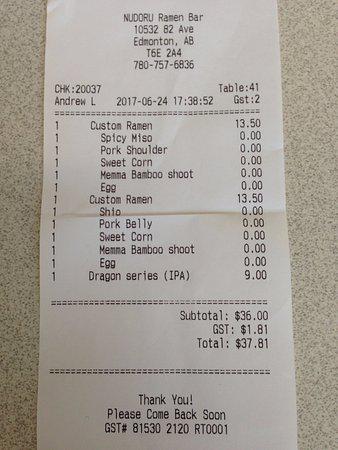 NUDORU Ramen Bar
10532 82 Ave
Edmonton, AB
T6E 2A4
780-757-6836
CHK:20037 Table:41
Andrew L 2017-06-24 17:38:52 Gst:2
1 Custom Ramen 13.50
1 Spicy Miso 0.00
1 Pork Shoulder 0.00
1 Sweet Corn 0.00
1 Memma Bamboo shoot 0.00
1 Egg 0.00
1 Custom Ramen 13.50
1 Shio 0.00
1 Pork Belly 0.00
1 Sweet Corn 0.00
1 Memma Bamboo shoot 0.00
1 Egg 0.00
1 Dragon series (IPA) 9.00
Subtotal: $36.00
GST: $1.81
Total: $37.81
Thank You!
Please Come Back Soon
GST# 81530 2120 RT0001